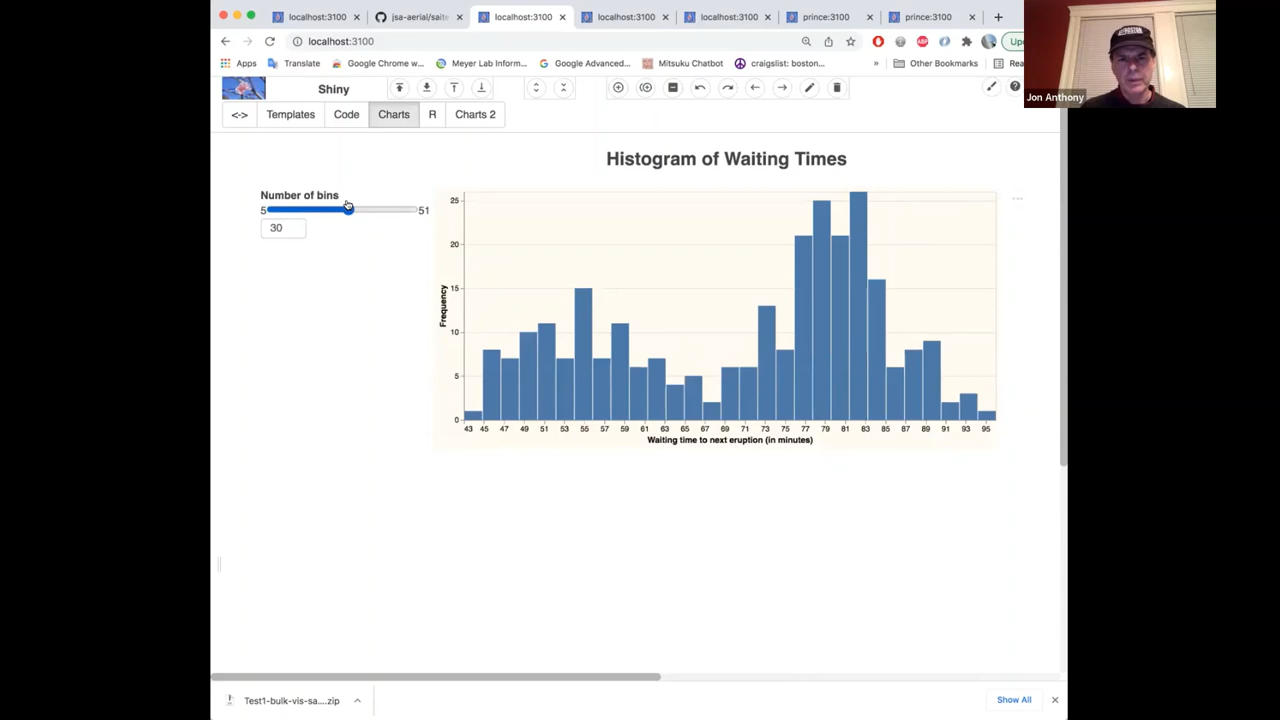 localhost:3100
jsa-aerial/saite
localhost:3100
localhost:3100
localhost:3100
prince:3100
prince:3100
localhost:3100
Apps
Translate
Google Chrome w...
Meyer Lab Inform...
Google Advanced...
Mitsuku Chatbot
craigslist: boston...
»
Other Bookmarks
Jon Anthony
Shiny
<->
Templates
Code
Charts
R
Charts 2
Histogram of Waiting Times
Number of bins
5
51
30
25
20
15
10
5
0
Frequency
43 45 47 49 51 53 55 57 59 61 63 65 67 69 71 73 75 77 79 81 83 85 87 89 91 93 95
Waiting time to next eruption (in minutes)
Test1-bulk-vis-sa....zip
Show All